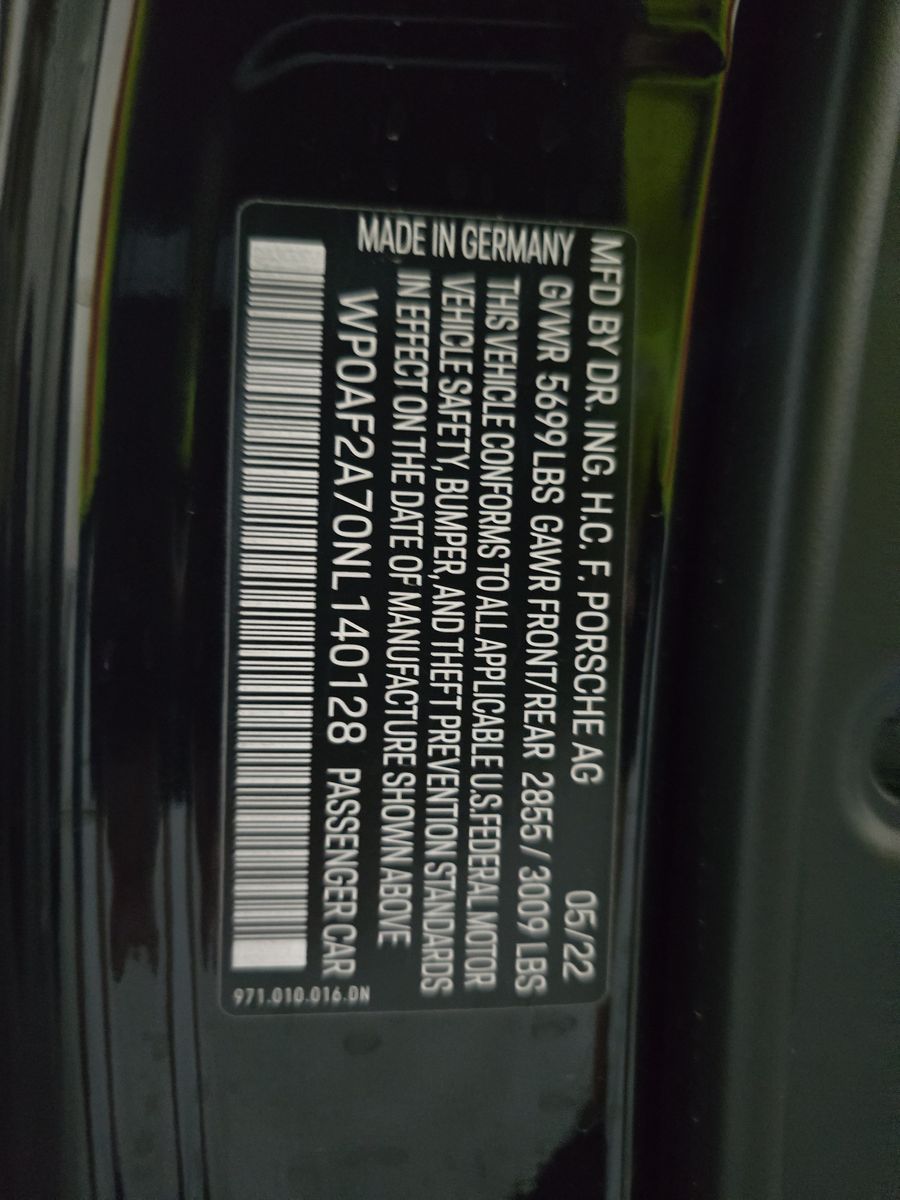 MFD BY DR. ING. H.C. F. PORSCHE AG 05/22
GVWR 5699 LBS GAWR FRONT/REAR 2855 / 3009 LBS
THIS VEHICLE CONFORMS TO ALL APPLICABLE U.S.FEDERAL MOTOR
VEHICLE SAFETY, BUMPER, AND THEFT PREVENTION STANDARDS
IN EFFECT ON THE DATE OF MANUFACTURE SHOWN ABOVE
MADE IN GERMANY
WP0AF2A70NL140128 PASSENGER CAR
971.010.016.DN